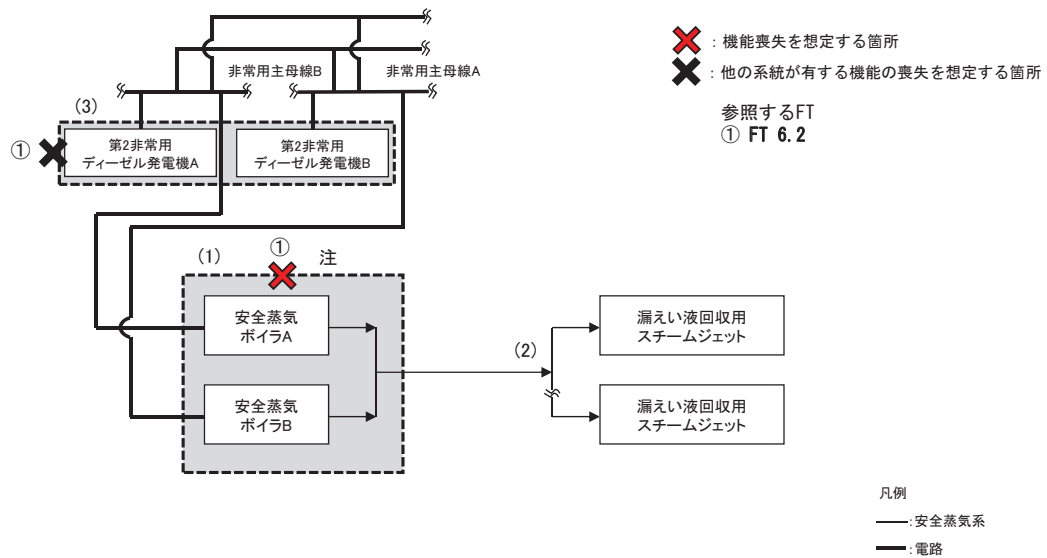 非常用主母線B
非常用主母線A
(3)
①
第2非常用
ディーゼル発電機A
第2非常用
ディーゼル発電機B
:機能喪失を想定する箇所
:他の系統が有する機能の喪失を想定する箇所
参照するFT
① FT 6.2
(1)
①
注
安全蒸気
ボイラA
安全蒸気
ボイラB
(2)
漏えい液回収用
スチームジェット
漏えい液回収用
スチームジェット
凡例
:安全蒸気系
:電路